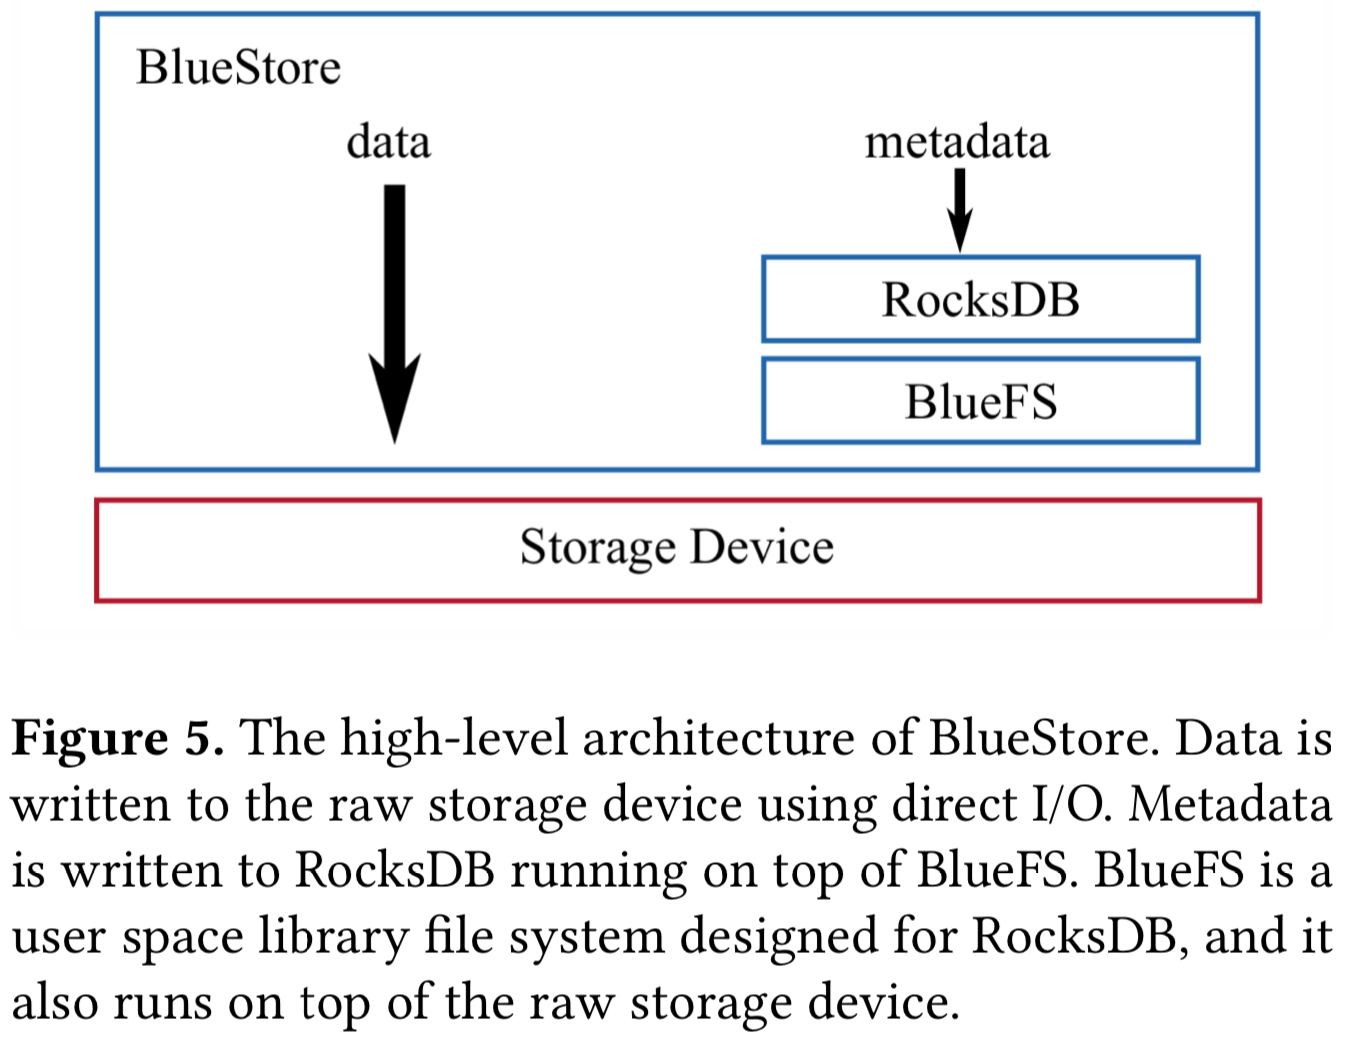 BlueStore
data
metadata
RocksDB
BlueFS
Storage Device
Figure 5. The high-level architecture of BlueStore. Data is
written to the raw storage device using direct I/O. Metadata
is written to RocksDB running on top of BlueFS. BlueFS is a
user space library file system designed for RocksDB, and it
also runs on top of the raw storage device.